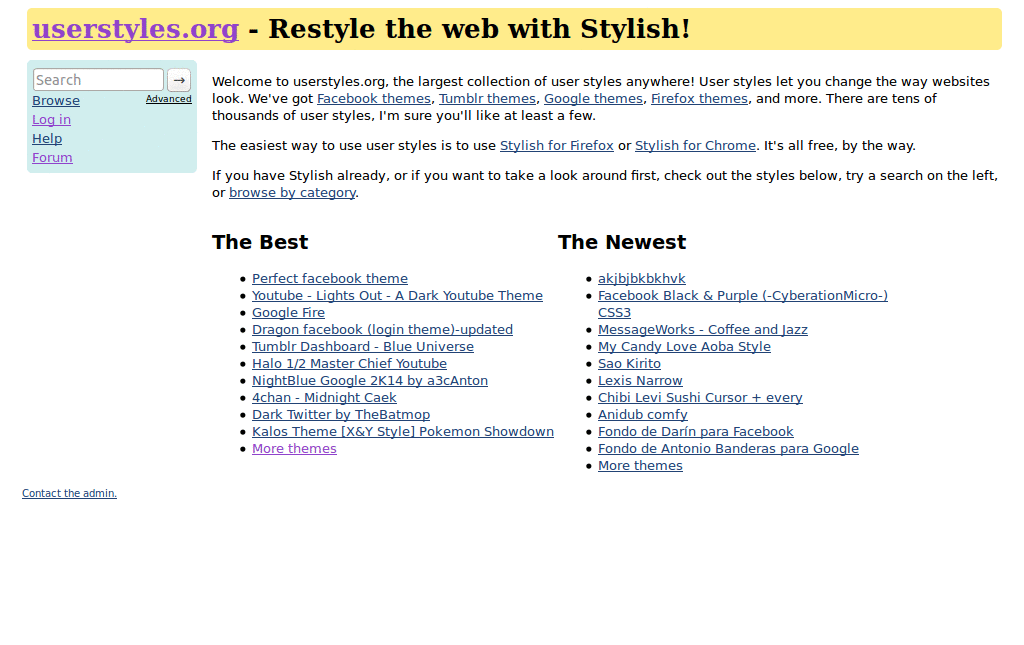 userstyles.org - Restyle the web with Stylish!
Search →
Browse Advanced
Log in
Help
Forum
Welcome to userstyles.org, the largest collection of user styles anywhere! User styles let you change the way websites
look. We've got Facebook themes, Tumblr themes, Google themes, Firefox themes, and more. There are tens of
thousands of user styles, I'm sure you'll like at least a few.
The easiest way to use user styles is to use Stylish for Firefox or Stylish for Chrome. It's all free, by the way.
If you have Stylish already, or if you want to take a look around first, check out the styles below, try a search on the left,
or browse by category.
The Best
Perfect facebook theme
Youtube - Lights Out - A Dark Youtube Theme
Google Fire
Dragon facebook (login theme)-updated
Tumblr Dashboard - Blue Universe
Halo 1/2 Master Chief Youtube
NightBlue Google 2K14 by a3cAnton
4chan - Midnight Caek
Dark Twitter by TheBatmop
Kalos Theme [X&Y Style] Pokemon Showdown
More themes
The Newest
akjbjbkbkhvk
Facebook Black & Purple (-CyberationMicro-)
CSS3
MessageWorks - Coffee and Jazz
My Candy Love Aoba Style
Sao Kirito
Lexis Narrow
Chibi Levi Sushi Cursor + every
Anidub comfy
Fondo de Darín para Facebook
Fondo de Antonio Banderas para Google
More themes
Contact the admin.